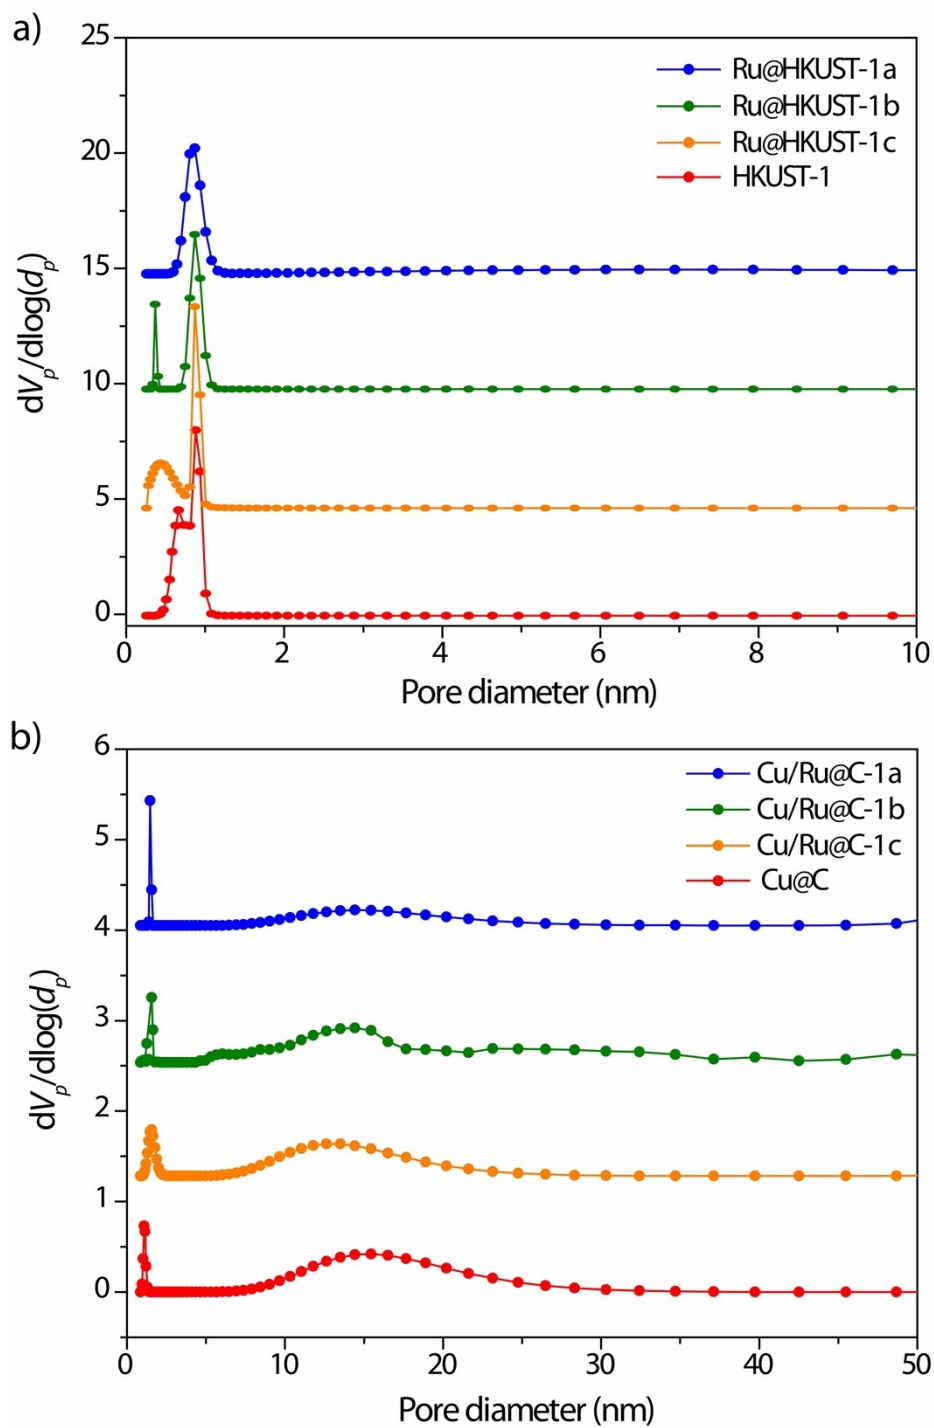 a)
25
20
15
10
5
0
dVp/dlog(dp)
Ru@HKUST-1a
Ru@HKUST-1b
Ru@HKUST-1c
HKUST-1
0 2 4 6 8 10
Pore diameter (nm)
b)
6
5
4
3
2
1
0
dVp/dlog(dp)
Cu/Ru@C-1a
Cu/Ru@C-1b
Cu/Ru@C-1c
Cu@C
0 10 20 30 40 50
Pore diameter (nm)